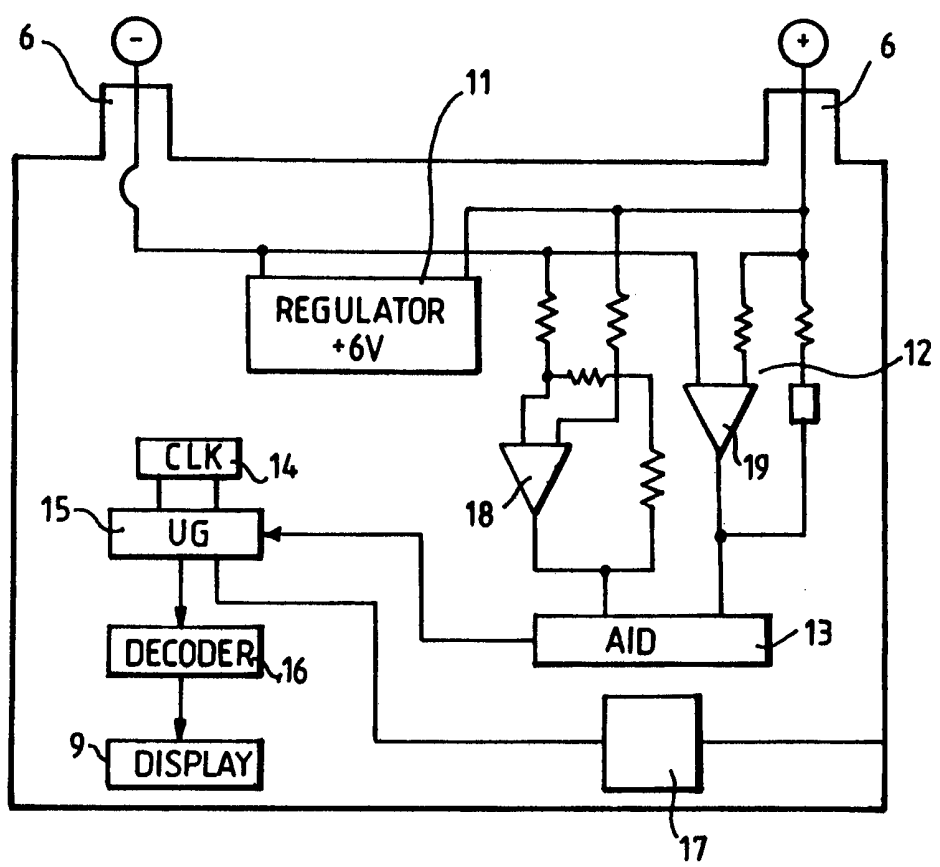 6
-
+
6
11
REGULATOR
+6V
12
CLK
14
15
UG
18
19
DECODER
16
AID
13
9
DISPLAY
17